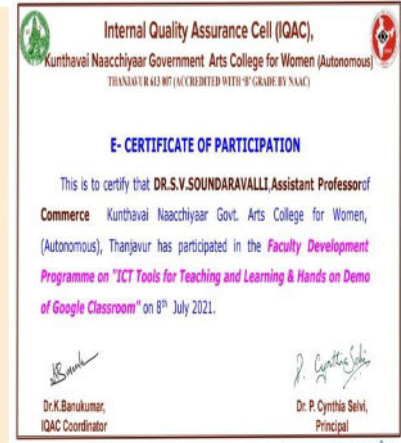 Internal Quality Assurance Cell (IQAC),
Kunthavai Naacchiyaar Government Arts College for Women (Autonomous)
THANJAVUR 613 007 (ACCREDITED WITH 'B' GRADE BY NAAC)
E- CERTIFICATE OF PARTICIPATION
This is to certify that DR.S.V.SOUNDARAVALLI,Assistant Professorof
Commerce Kunthavai Naacchiyaar Govt. Arts College for Women,
(Autonomous), Thanjavur has participated in the Faculty Development
Programme on "ICT Tools for Teaching and Learning & Hands on Demo
of Google Classroom" on 8th July 2021.
Dr.K.Banukumar,
IQAC Coordinator
P. Cynthia Selvi
Dr. P. Cynthia Selvi,
Principal